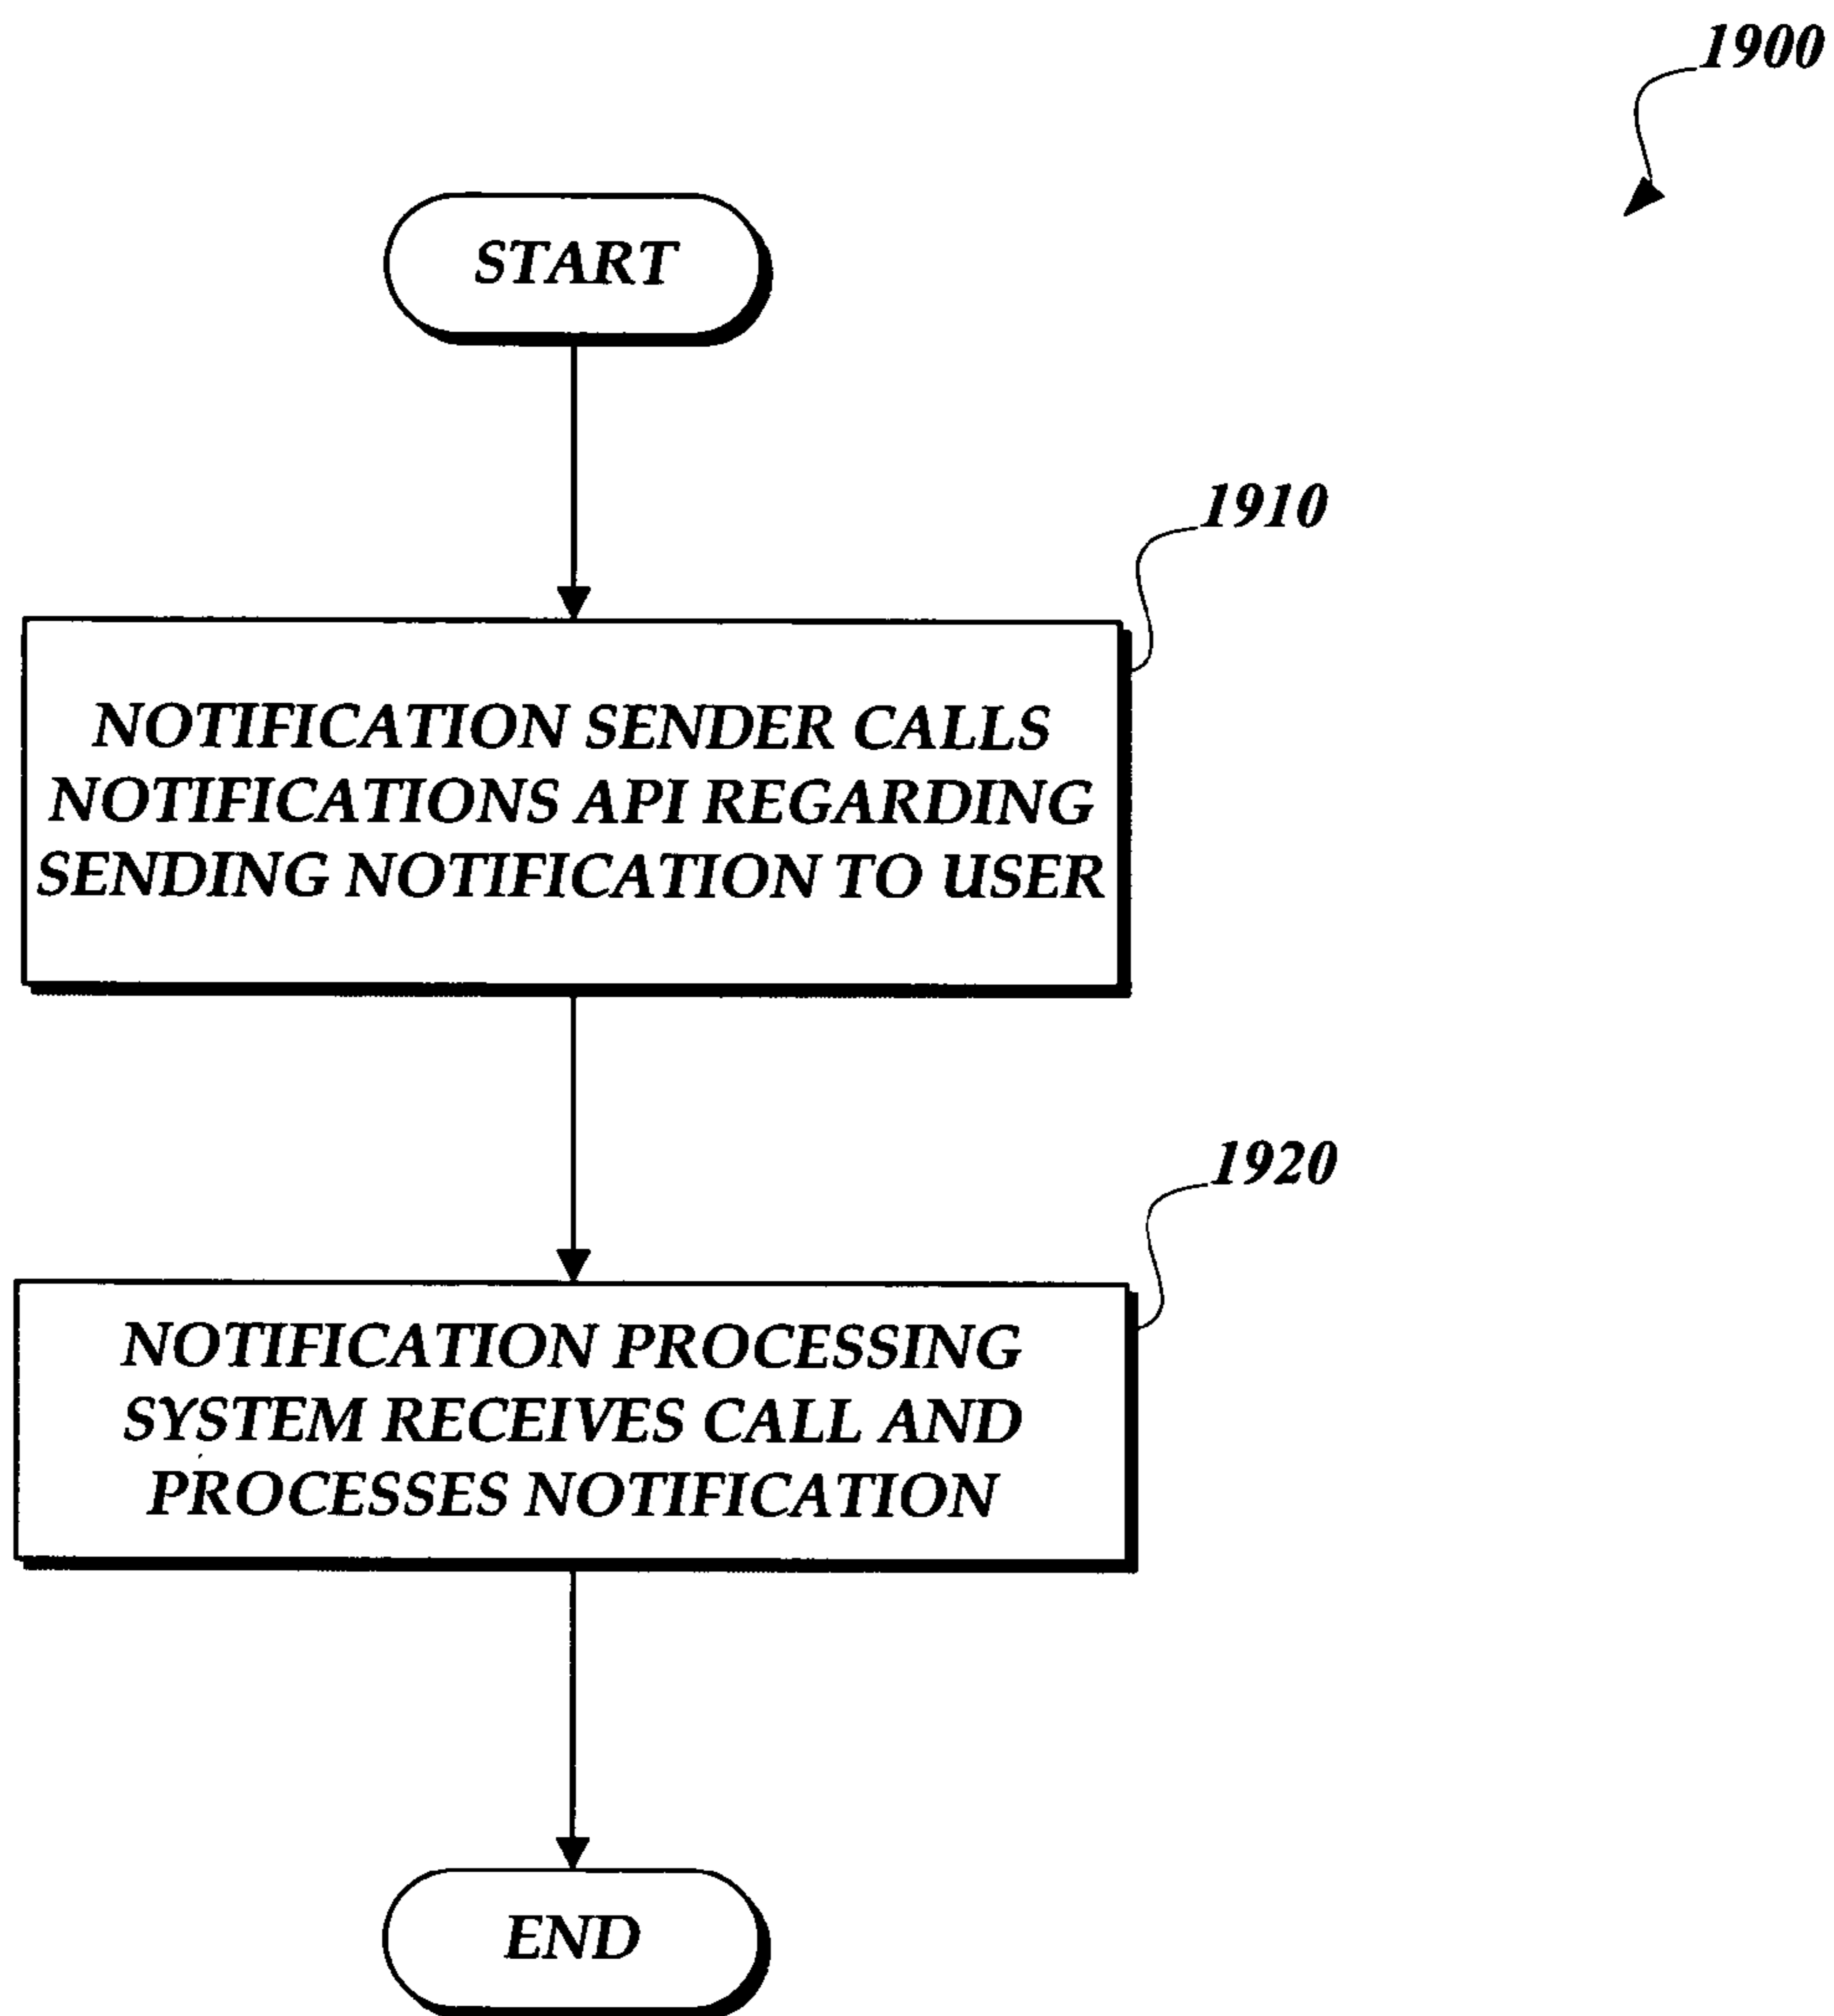 1900
START
1910
NOTIFICATION SENDER CALLS
NOTIFICATIONS API REGARDING
SENDING NOTIFICATION TO USER
1920
NOTIFICATION PROCESSING
SYSTEM RECEIVES CALL AND
PROCESSES NOTIFICATION
END